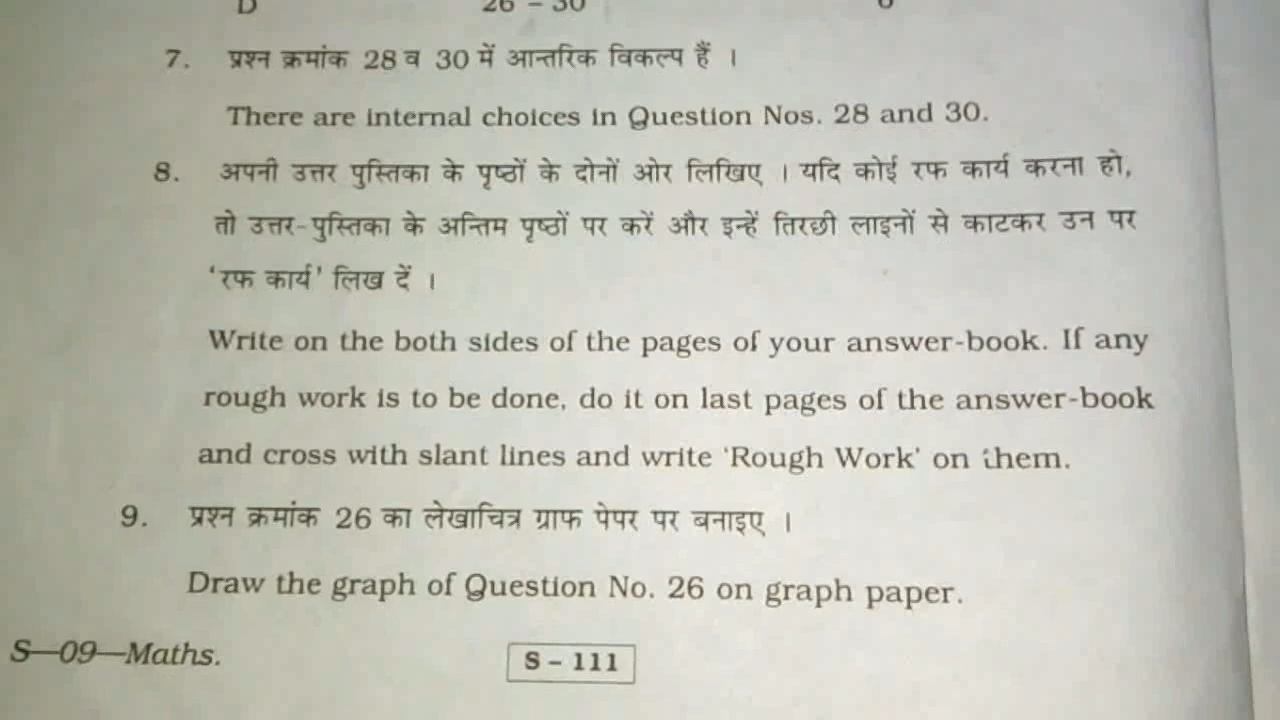 D 26 – 30 6
7. प्रश्न क्रमांक 28 व 30 में आन्तरिक विकल्प हैं ।
There are internal choices in Question Nos. 28 and 30.
8. अपनी उत्तर पुस्तिका के पृष्ठों के दोनों ओर लिखिए । यदि कोई रफ कार्य करना हो,
तो उत्तर-पुस्तिका के अन्तिम पृष्ठों पर करें और इन्हें तिरछी लाइनों से काटकर उन पर
'रफ कार्य' लिख दें ।
Write on the both sides of the pages of your answer-book. If any
rough work is to be done, do it on last pages of the answer-book
and cross with slant lines and write 'Rough Work' on them.
9. प्रश्न क्रमांक 26 का लेखाचित्र ग्राफ पेपर पर बनाइए ।
Draw the graph of Question No. 26 on graph paper.
S—09—Maths. S – 111